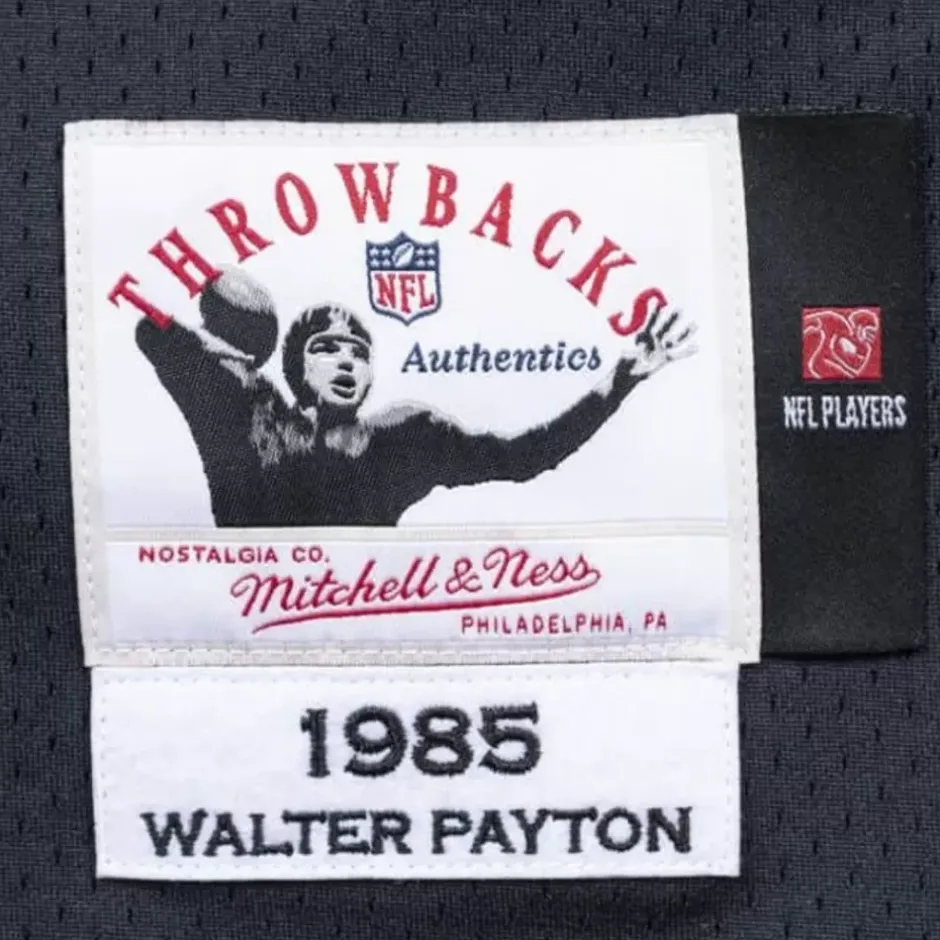 THROWBACKS
NFL
Authentics
NFL PLAYERS
NOSTALGIA CO.
Mitchell & Ness
PHILADELPHIA, PA
1985
WALTER PAYTON